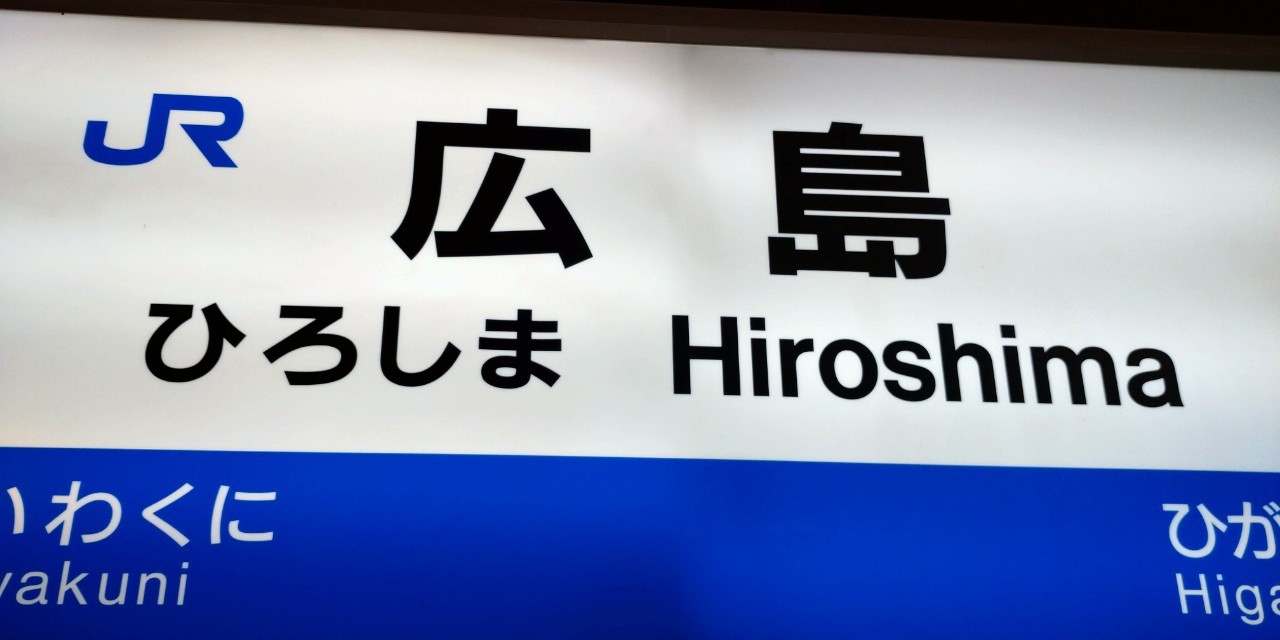 JR
広島
ひろしま Hiroshima
いわくに
yakuni
ひが
Higa